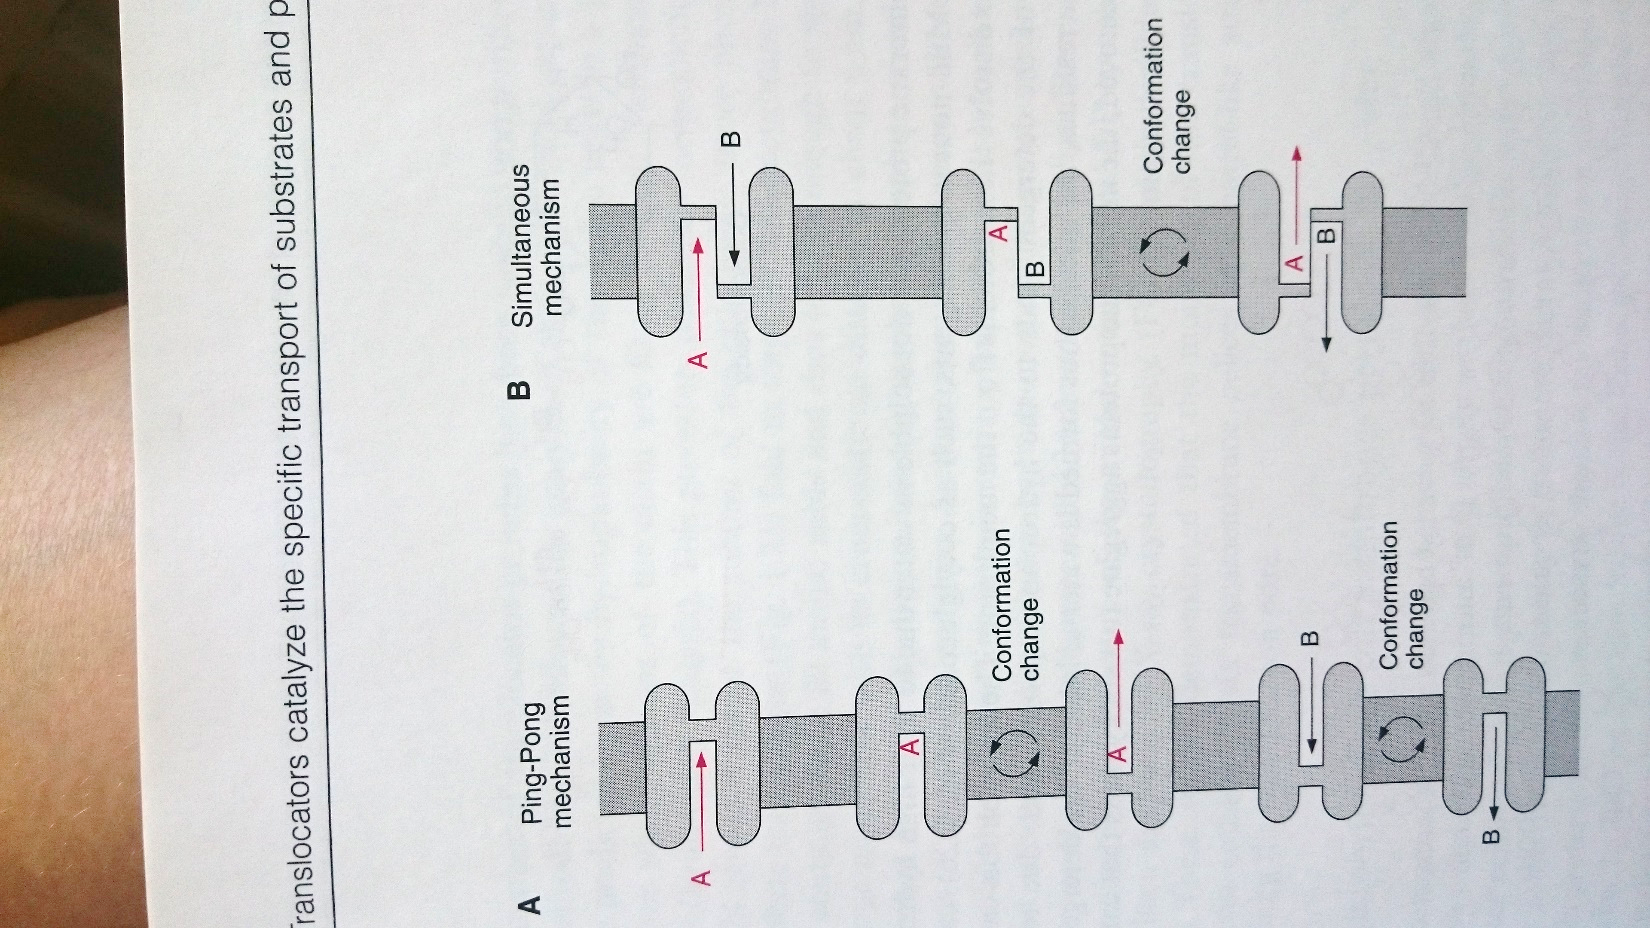 Translocators catalyze the specific transport of substrates and p
A
Ping-Pong
mechanism
A
A
Conformation
change
A
B
Conformation
change
B
B
Simultaneous
mechanism
A
B
A
B
Conformation
change
A
B